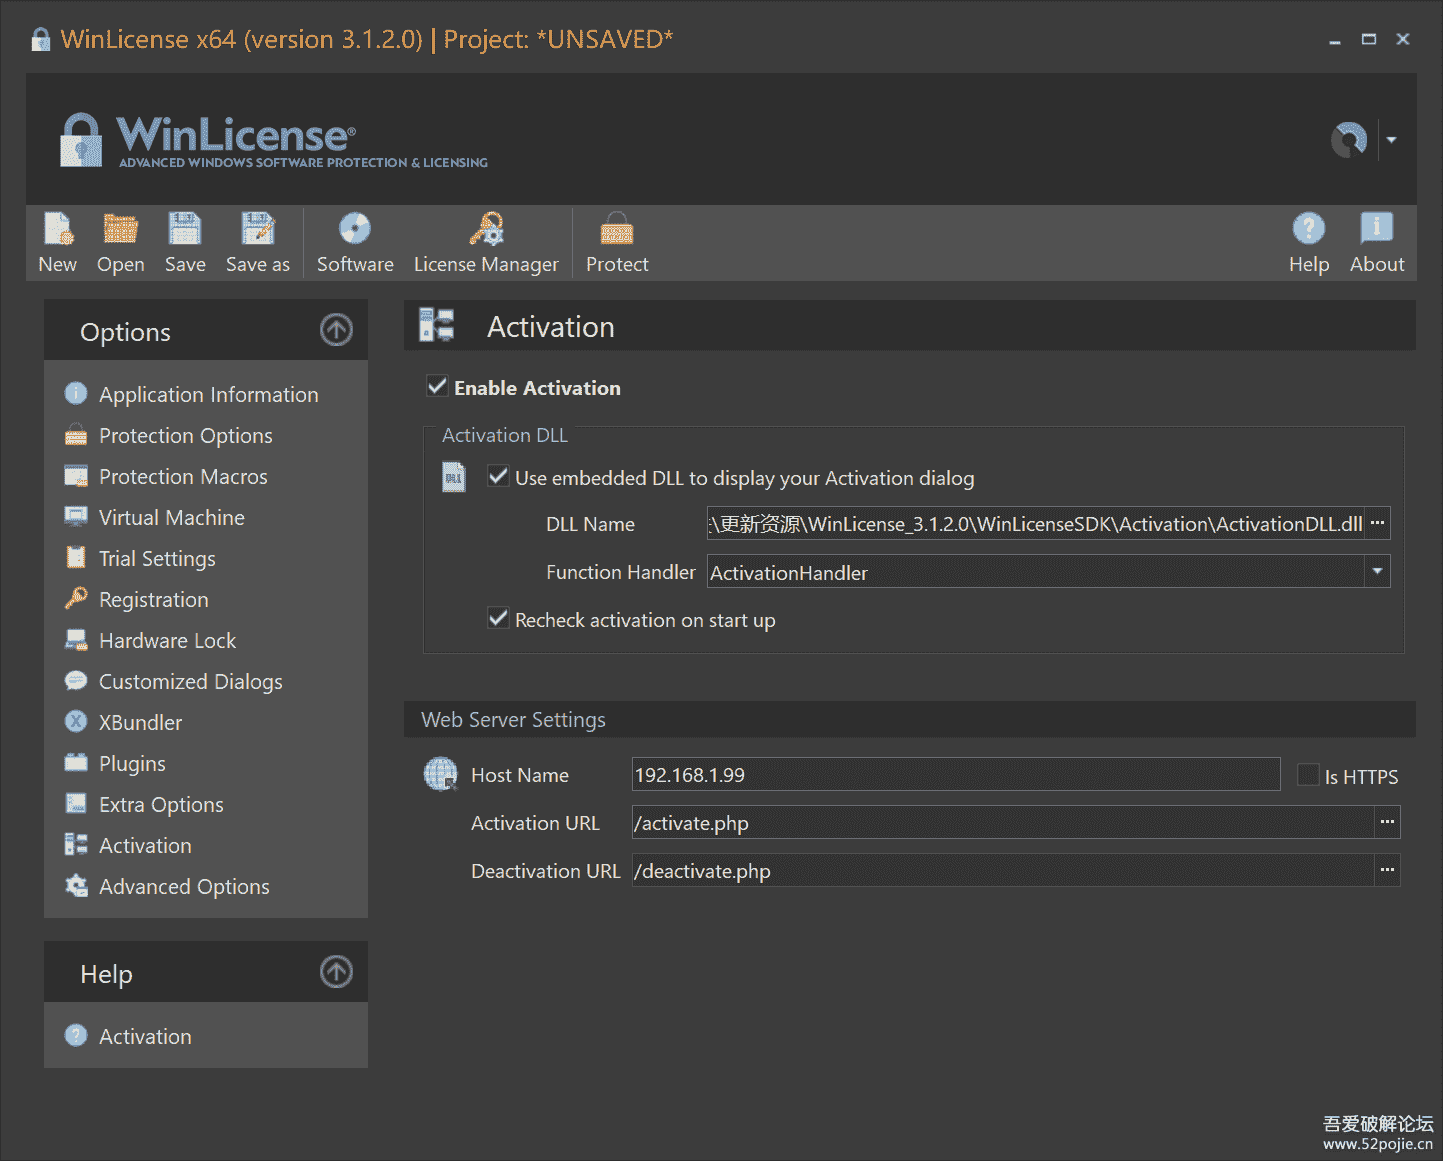 WinLicense x64 (version 3.1.2.0) | Project: *UNSAVED*
WinLicense®
ADVANCED WINDOWS SOFTWARE PROTECTION & LICENSING
New Open Save Save as Software License Manager Protect Help About
Options
Application Information
Protection Options
Protection Macros
Virtual Machine
Trial Settings
Registration
Hardware Lock
Customized Dialogs
XBundler
Plugins
Extra Options
Activation
Advanced Options
Help
Activation
Activation
Enable Activation
Activation DLL
DLL
Use embedded DLL to display your Activation dialog
DLL Name :\更新资源\WinLicense_3.1.2.0\WinLicenseSDK\Activation\ActivationDLL.dll ...
Function Handler ActivationHandler
Recheck activation on start up
Web Server Settings
Host Name 192.168.1.99 Is HTTPS
Activation URL /activate.php ...
Deactivation URL /deactivate.php ...
吾爱破解论坛
www.52pojie.cn